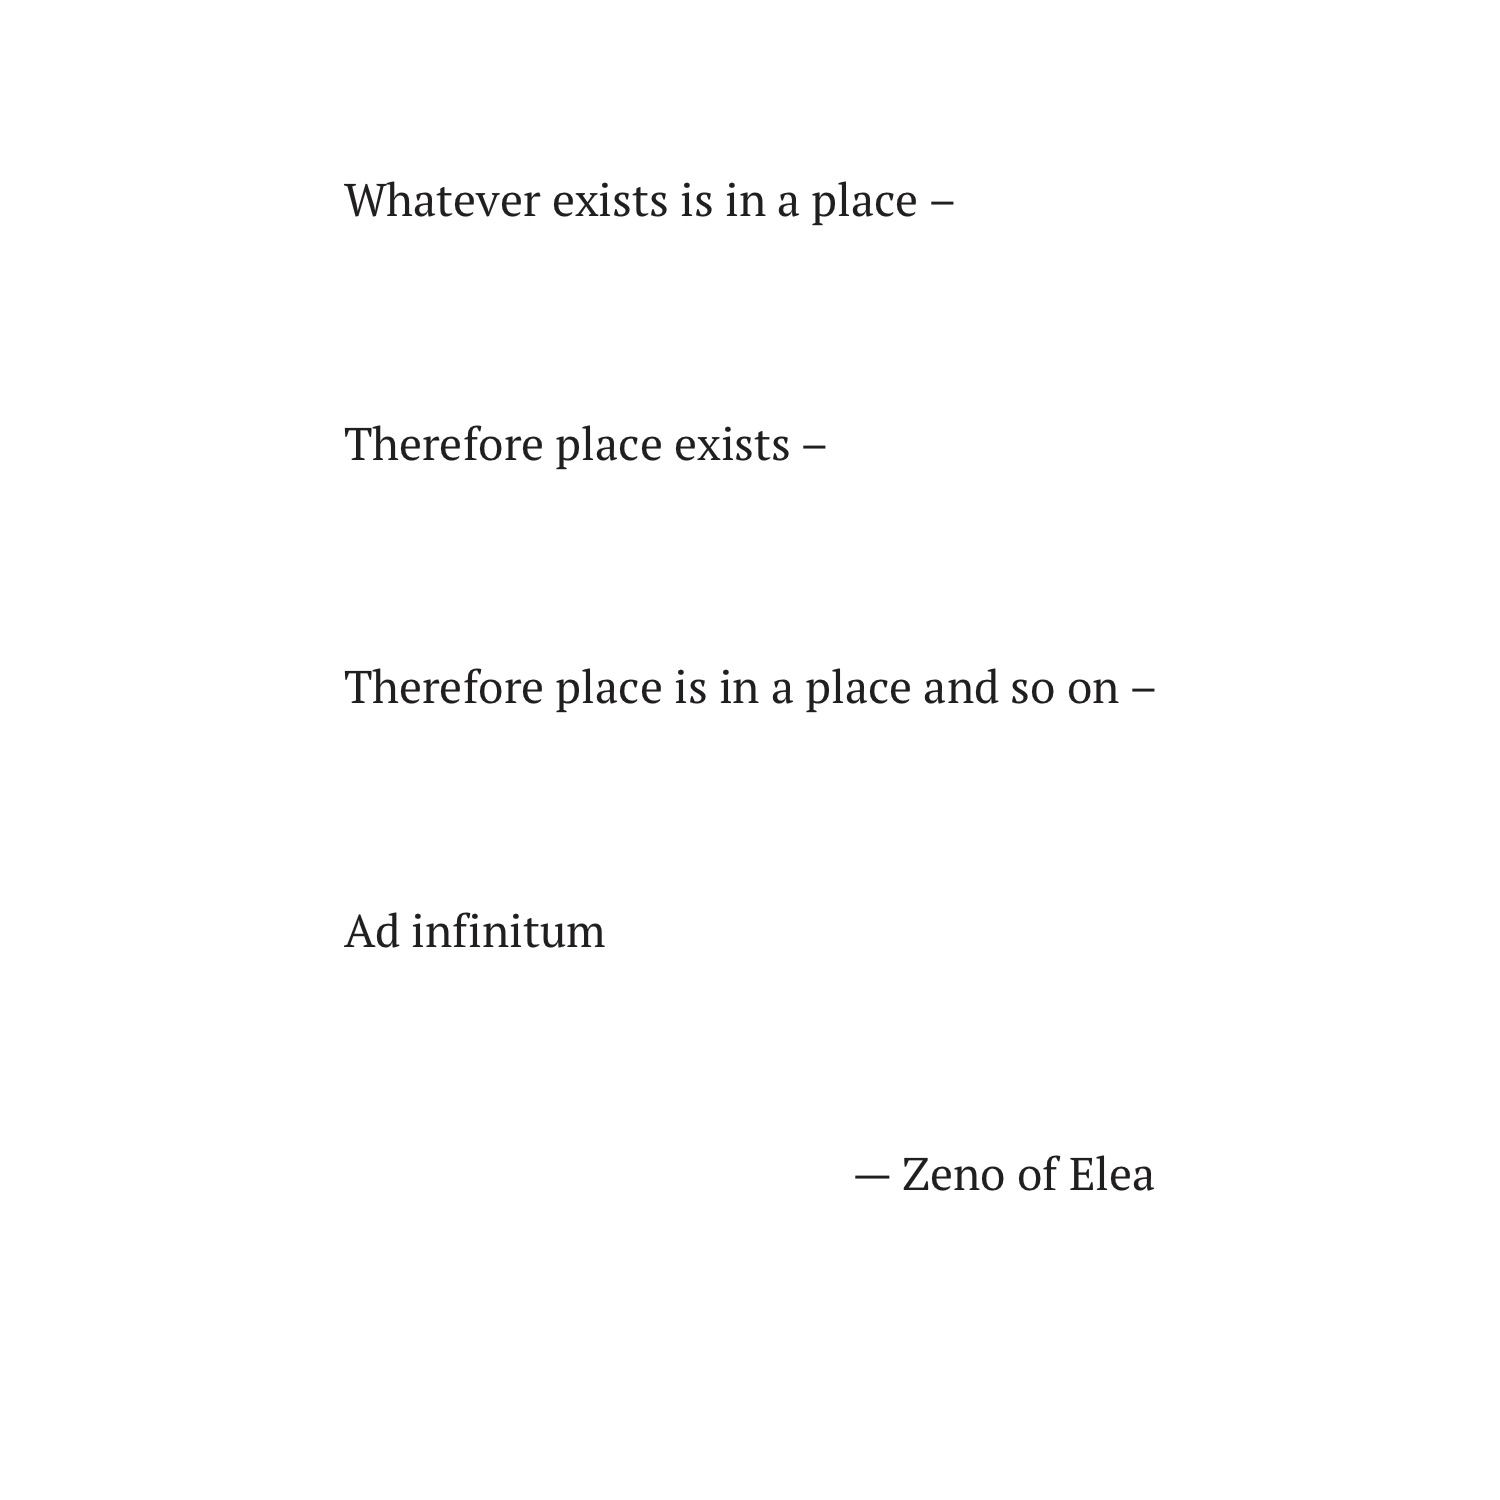 Whatever exists is in a place –
Therefore place exists –
Therefore place is in a place and so on –
Ad infinitum
— Zeno of Elea